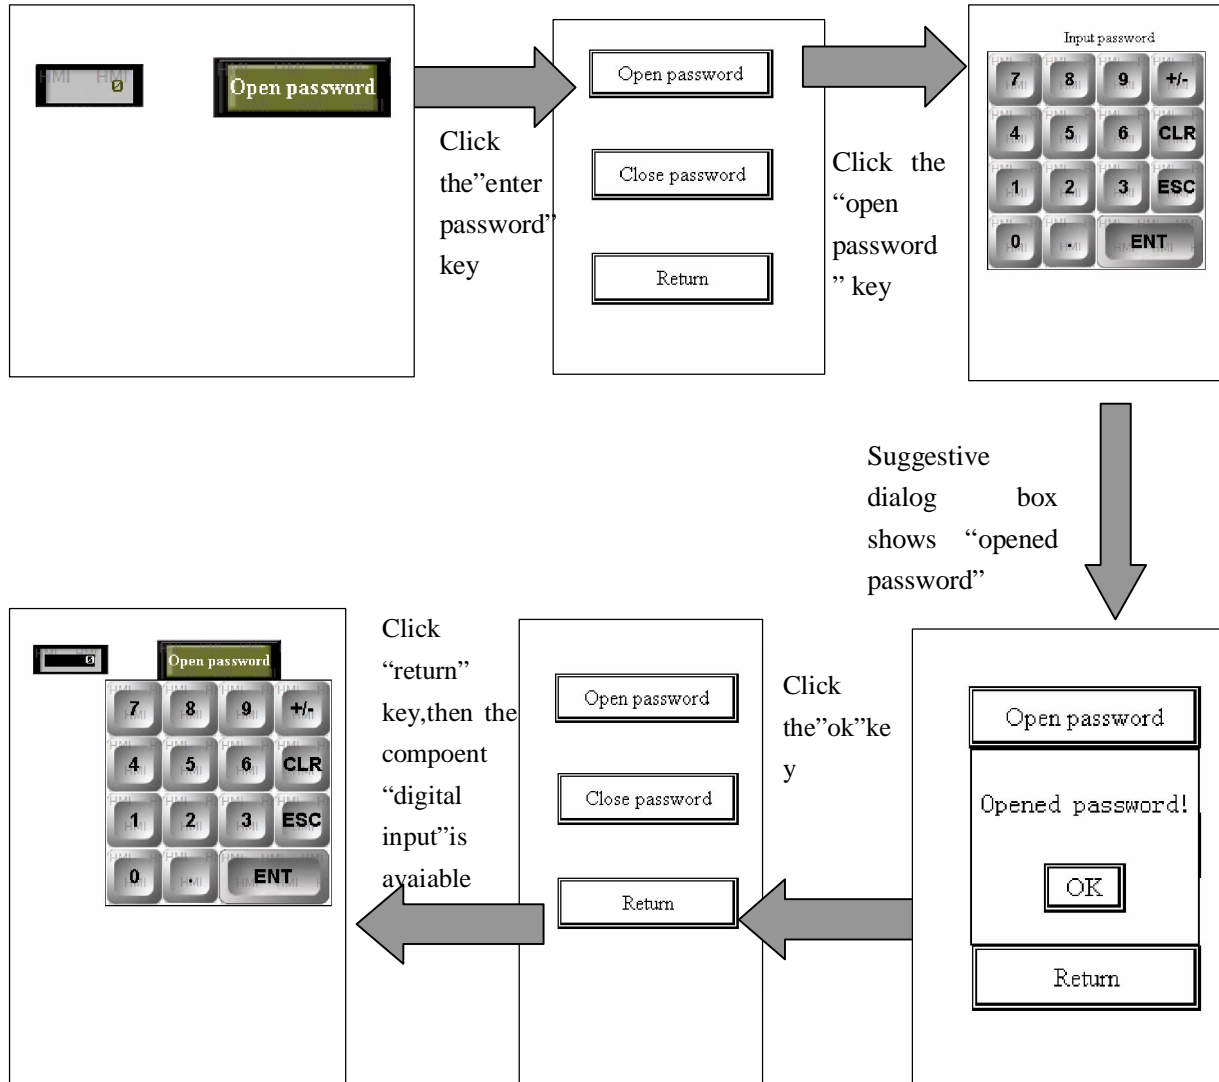 HMI HMI
0
Open password
Click
the”enter
password”
key
Open password
Close password
Return
Click the
“open
password
” key
Input password
7 8 9 +/-
4 5 6 CLR
1 2 3 ESC
0 . ENT
Suggestive
dialog box
shows “opened
password”
Open password
Opened password!
OK
Return
Click
the”ok”ke
y
Open password
Close password
Return
Click
“return”
key,then the
compoent
“digital
input”is
avaiable
0
Open password
7 8 9 +/-
4 5 6 CLR
1 2 3 ESC
0 . ENT